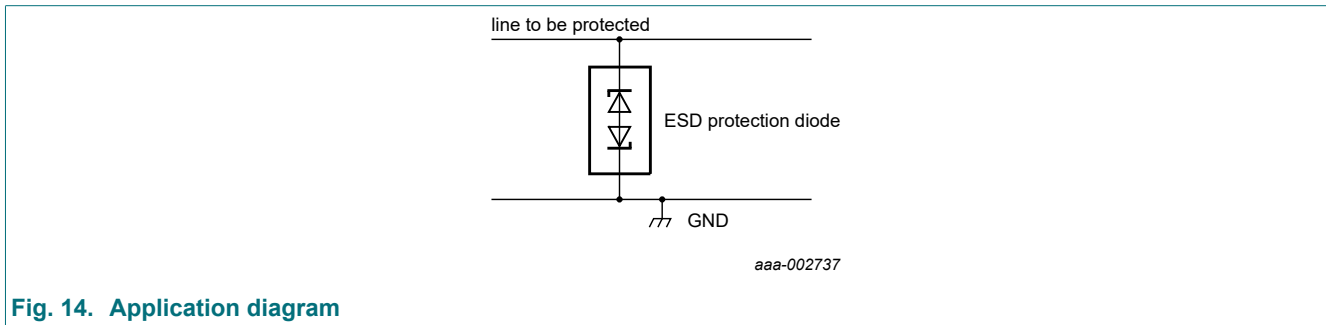 line to be protected
ESD protection diode
GND
aaa-002737
Fig. 14. Application diagram